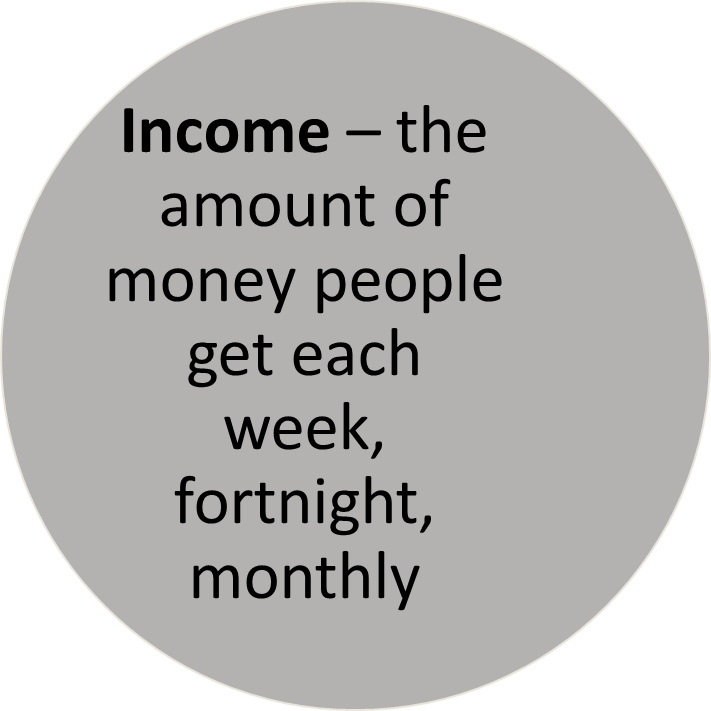 Income – the
amount of
money people
get each
week,
fortnight,
monthly